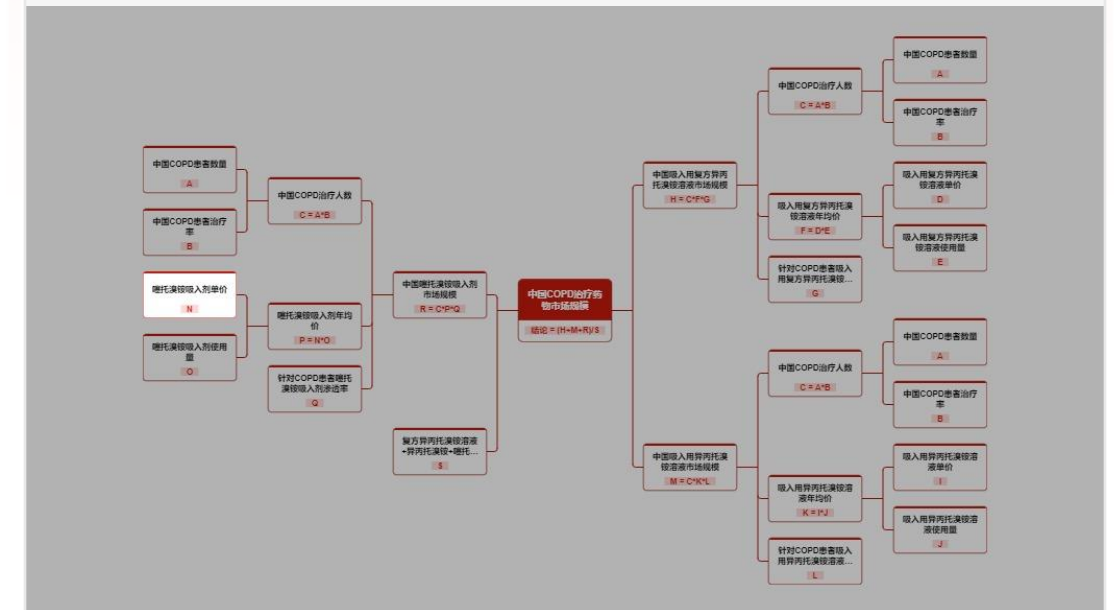 中国COPD患者数量
A
中国COPD患者治疗
率
B
噻托溴铵吸入剂单价
N
噻托溴铵吸入剂使用
量
O
中国COPD治疗人数
C = A*B
噻托溴铵吸入剂年均
价
P = N*O
针对COPD患者噻托
溴铵吸入剂渗透率
Q
中国噻托溴铵吸入剂
市场规模
R = C*P*Q
复方异丙托溴铵溶液
+异丙托溴铵+噻托...
S
中国COPD治疗药
物市场规模
结论 = (H+M+R)/S
中国吸入用复方异丙
托溴铵溶液市场规模
H = C*F*G
中国COPD治疗人数
C = A*B
中国COPD患者数量
A
中国COPD患者治疗
率
B
吸入用复方异丙托溴
铵溶液年均价
F = D*E
吸入用复方异丙托溴
铵溶液单价
D
吸入用复方异丙托溴
铵溶液使用量
E
针对COPD患者吸入
用复方异丙托溴铵...
G
中国吸入用异丙托溴
铵溶液市场规模
M = C*K*L
中国COPD治疗人数
C = A*B
中国COPD患者数量
A
中国COPD患者治疗
率
B
吸入用异丙托溴铵溶
液年均价
K = I*J
吸入用异丙托溴铵溶
液单价
I
吸入用异丙托溴铵溶
液使用量
J
针对COPD患者吸入
用异丙托溴铵溶液...
L